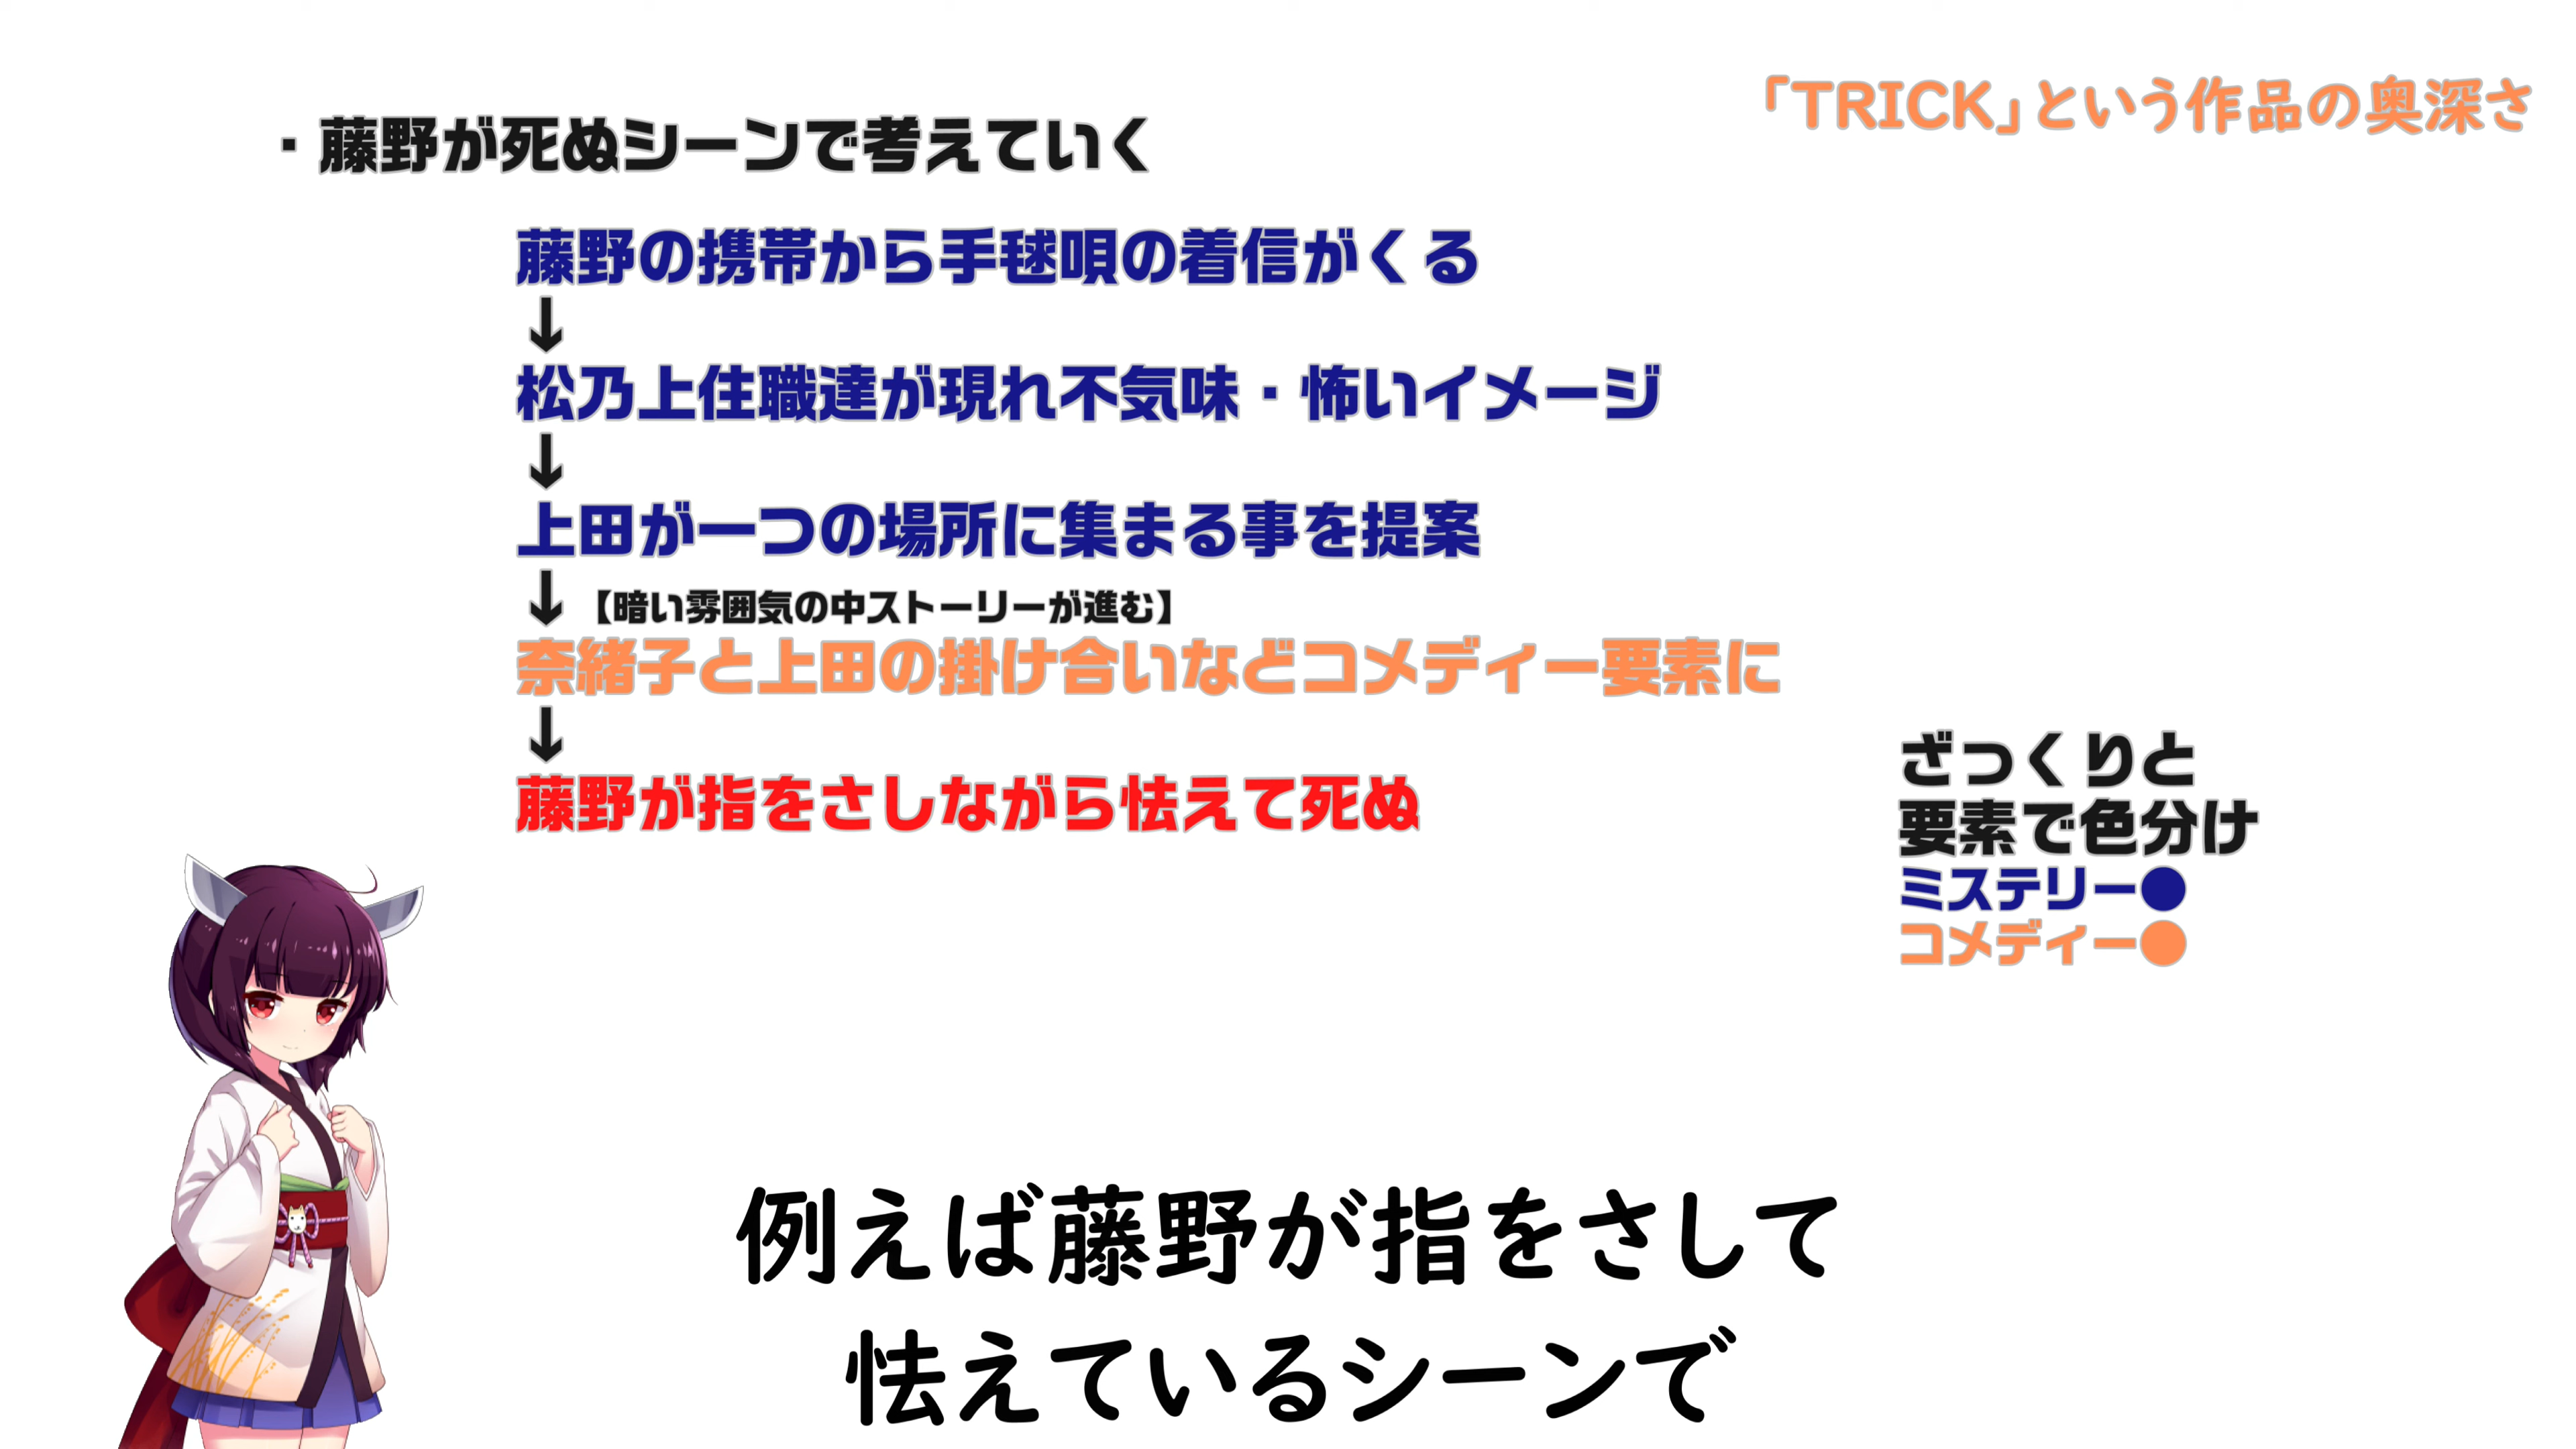 「TRICK」という作品の奥深さ
・藤野が死ぬシーンで考えていく
藤野の携帯から手毬唄の着信がくる
↓
松乃上住職達が現れ不気味・怖いイメージ
↓
上田が一つの場所に集まる事を提案
↓【暗い雰囲気の中ストーリーが進む】
奈緒子と上田の掛け合いなどコメディー要素に
↓
藤野が指をさしながら怯えて死ぬ
ざっくりと
要素で色分け
ミステリー●
コメディー●
例えば藤野が指をさして
怯えているシーンで